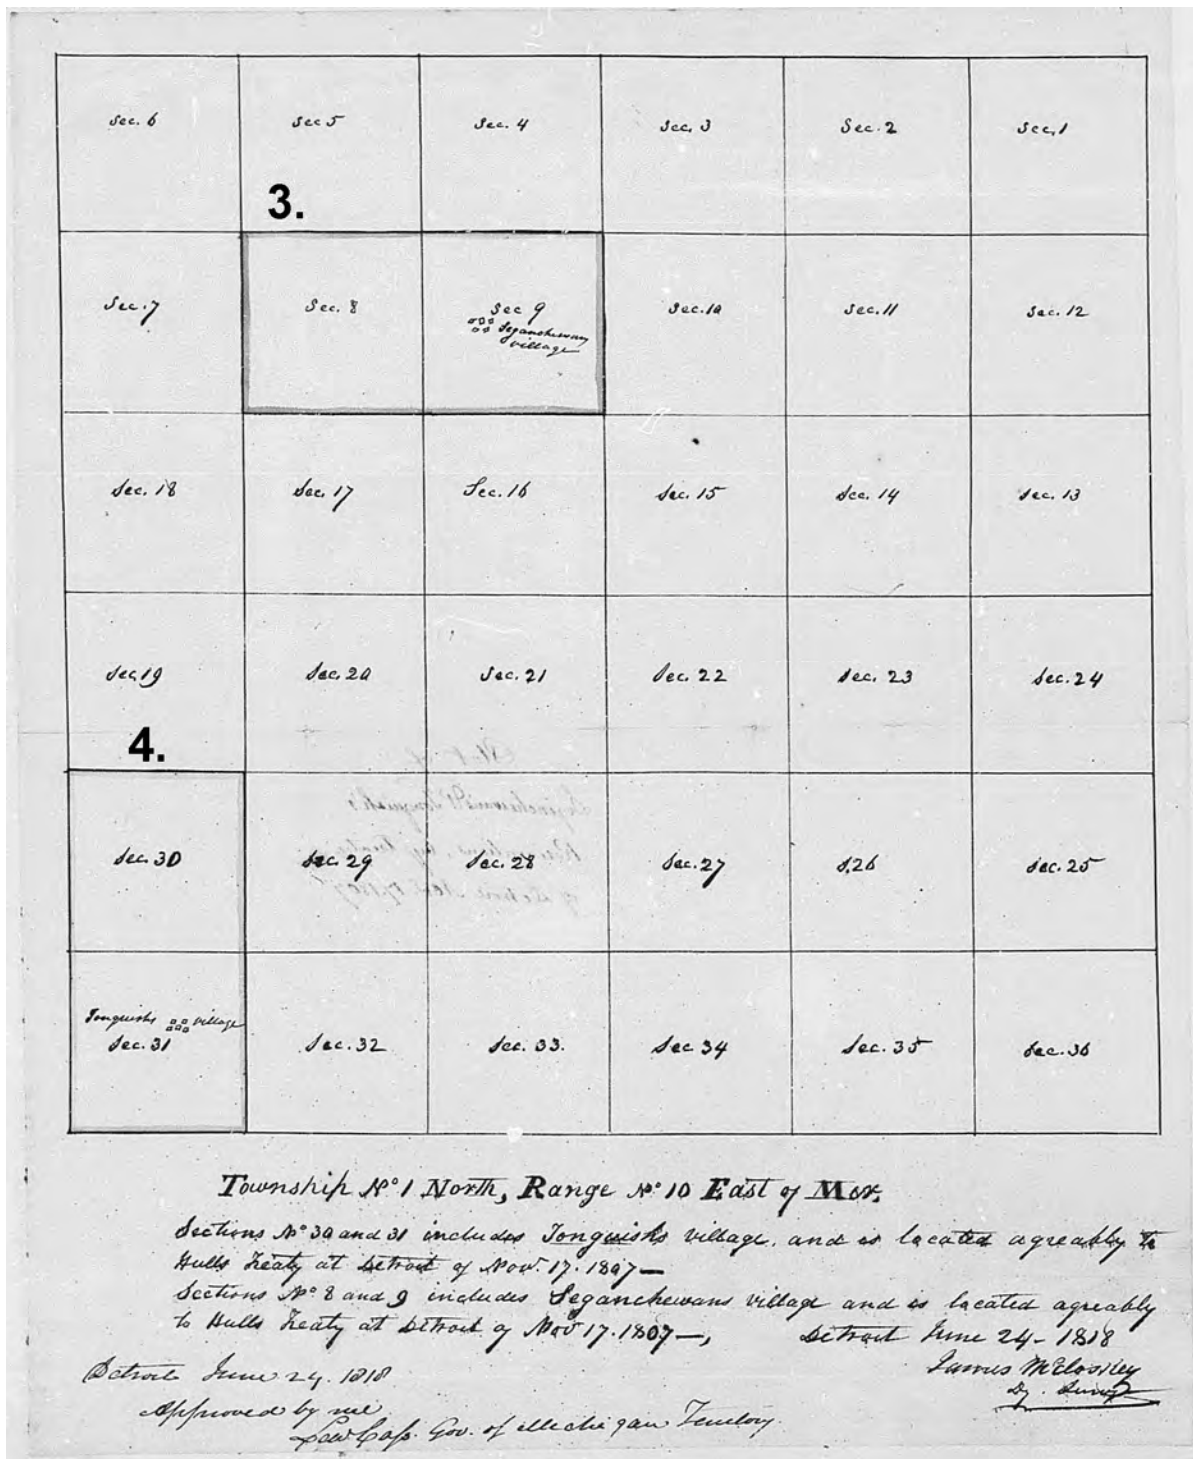 Sec. 6 Sec 5 Sec. 4 Sec. 3 Sec. 2 Sec. 1
3.
Sec. 7 Sec. 8 Sec 9 Sec. 10 Sec. 11 Sec. 12
Seganchewans
village
Sec. 18 Sec. 17 Sec. 16 Sec. 15 Sec. 14 Sec. 13
Sec. 19 Sec. 20 Sec. 21 Sec. 22 Sec. 23 Sec. 24
4.
Sec. 30 Sec. 29 Sec. 28 Sec. 27 S.26 Sec. 25
Tonquishs village
Sec. 31 Sec. 32 Sec. 33. Sec 34 Sec. 35 Sec. 36
Township No 1 North, Range No 10 East of Mer.
Sections No 30 and 31 includes Tonguishs village. and is located agreably to
Hulls Treaty at Detroit of Nov. 17. 1807—
Sections No 8 and 9 includes Seganchewans village and is located agreably
to Hulls Treaty at Detroit of Nov 17. 1807—, Detroit June 24 - 1818
James McCloskey
Dy. Survr
Detroit June 24. 1818
Approved by me
Lew Cass. Gov. of Michigan Territory.